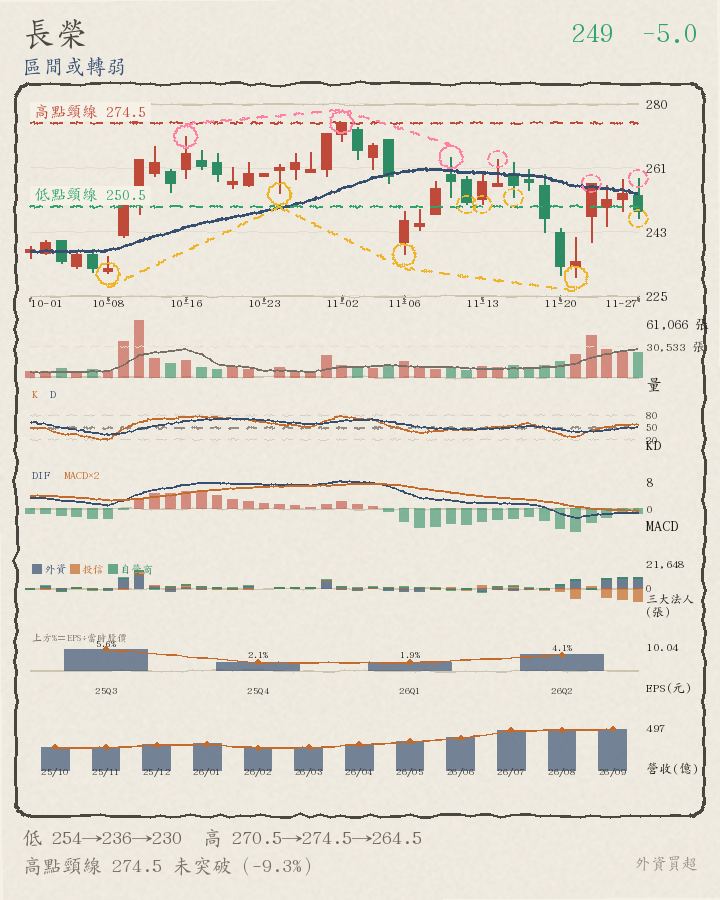 長榮
249 -5.0
區間或轉弱
高點頸線 274.5
低點頸線 250.5
280
261
243
225
10-01 10-08 10-16 10-23 11-02 11-06 11-13 11-20 11-27
61,066 張
30,533 張
量
K D
80
50
20
KD
DIF MACD×2
8
0
MACD
外資 投信 自營商
21,648
0
三大法人
(張)
上方%=EPS÷當時股價
5.6% 2.1% 1.9% 4.1%
10.04
25Q3 25Q4 26Q1 26Q2
EPS(元)
497
25/10 25/11 25/12 26/01 26/02 26/03 26/04 26/05 26/06 26/07 26/08 26/09
營收(億)
低 254→236→230 高 270.5→274.5→264.5
高點頸線 274.5 未突破 (-9.3%)
外資買超